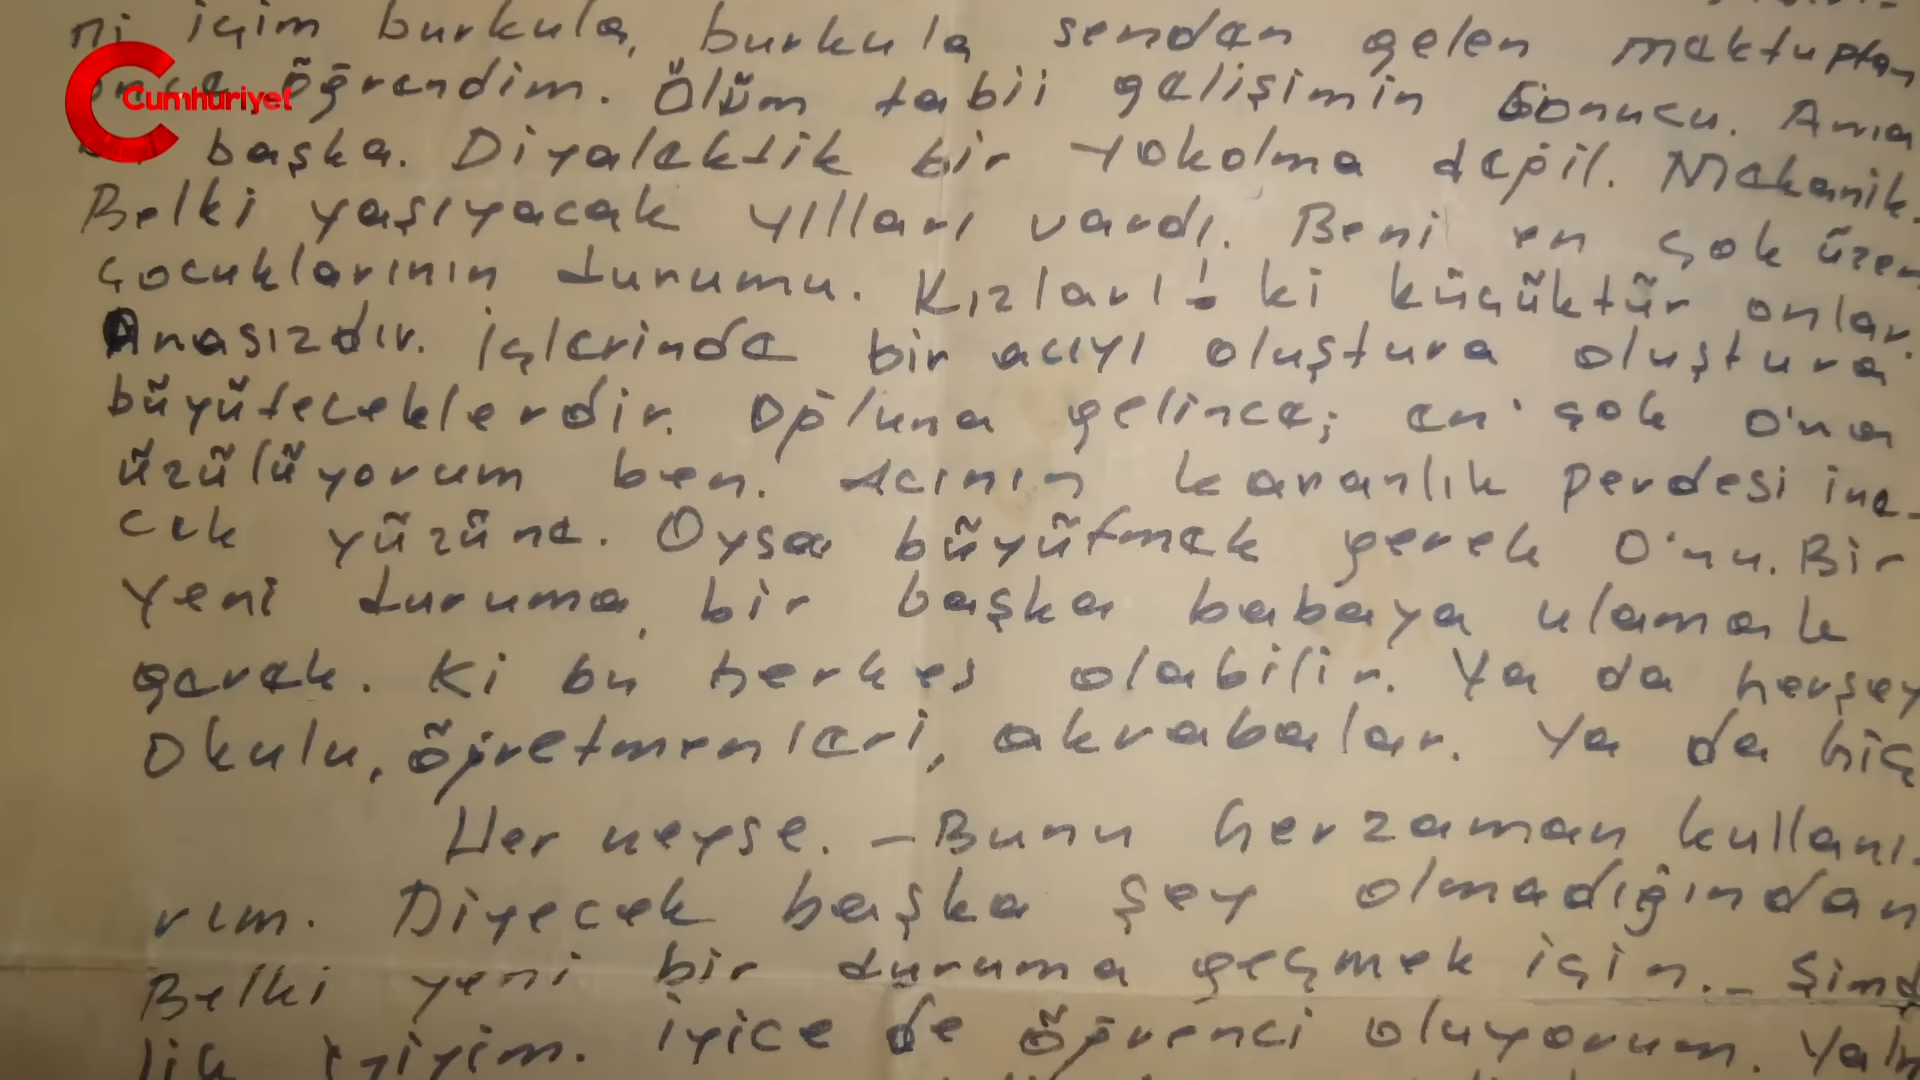 ni içim burkula, burkula senden gelen mektuptan
Cumhuriyet
önce öğrendim. Ölüm tabii gelişimin sonucu. Ama
başka. Diyalektik bir yokolma değil. Mekanik.
Belki yaşıyacak yılları vardı. Beni en çok üzen
çocuklarının durumu. Kızları! ki küçüktür onlar.
Anasızdır. İçlerinde bir acıyı oluştura oluştura
büyüteceklerdir. Oğluna gelince; en çok O'na
üzülüyorum ben. Acının karanlık perdesi ine-
cek yüzüne. Oysa büyütmek gerek O'nu. Bir
yeni duruma, bir başka babaya ulamak
gerek. Ki bu herkes olabilir. Ya da herşey
Okulu, öğretmenleri, akrabalar. Ya da hiç
Her neyse. – Bunu herzaman kullanı-
rım. Diyecek başka şey olmadığından
Belki yeni bir duruma geçmek için. – Şimd
lik iyiyim. İyice de öğrenci oluyorum. Yaln